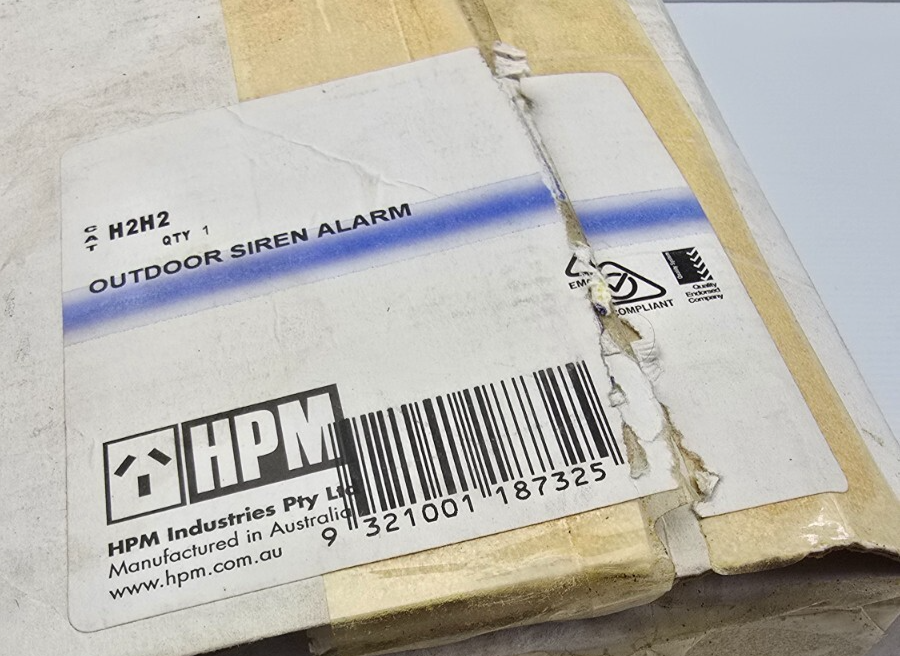 CAT H2H2
QTY 1
OUTDOOR SIREN ALARM
EMC COMPLIANT
Quality
Endorsed
Company
HPM
HPM Industries Pty Ltd
Manufactured in Australia
www.hpm.com.au
9 321001 187325